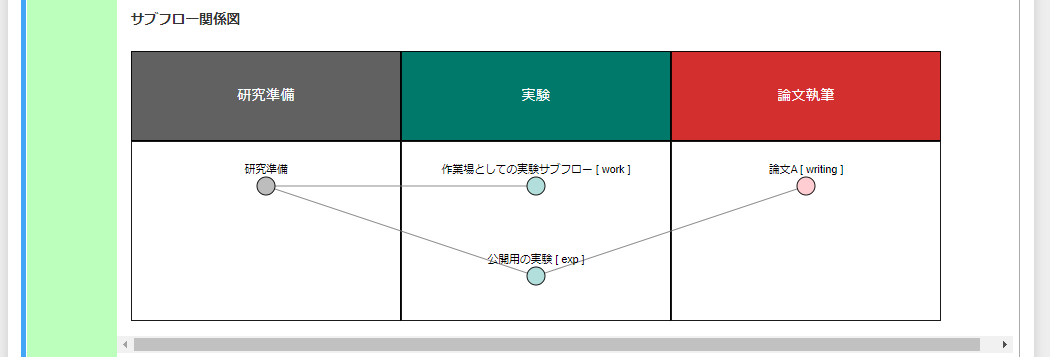 サブフロー関係図
研究準備
実験
論文執筆
研究準備
作業場としての実験サブフロー [ work ]
論文A [ writing ]
公開用の実験 [ exp ]